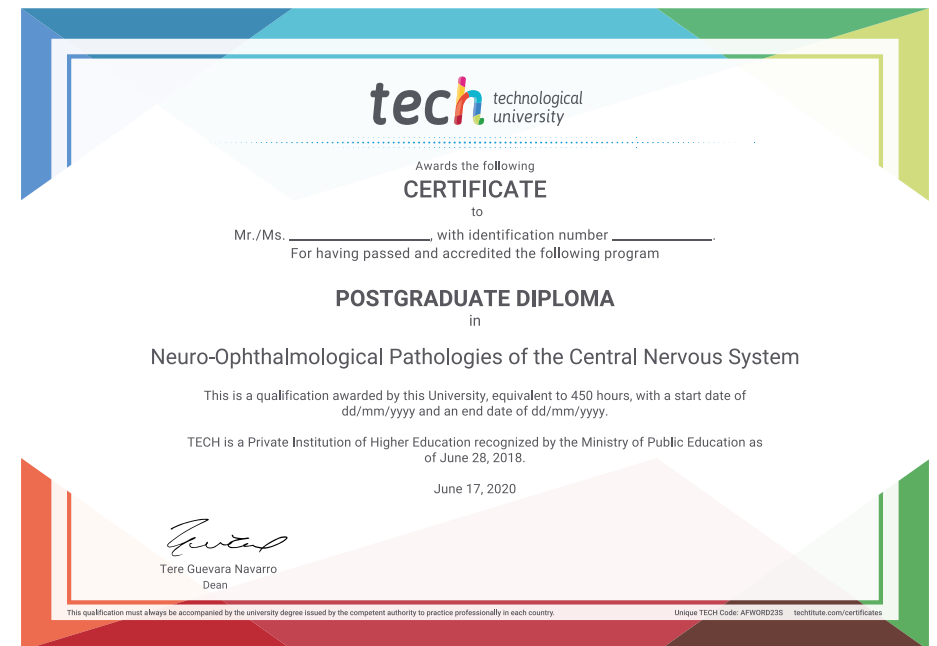 tech technological
university
Awards the following
CERTIFICATE
to
Mr./Ms. ____________________, with identification number ______________.
For having passed and accredited the following program
POSTGRADUATE DIPLOMA
in
Neuro-Ophthalmological Pathologies of the Central Nervous System
This is a qualification awarded by this University, equivalent to 450 hours, with a start date of
dd/mm/yyyy and an end date of dd/mm/yyyy.
TECH is a Private Institution of Higher Education recognized by the Ministry of Public Education as
of June 28, 2018.
June 17, 2020
Tere Guevara Navarro
Dean
This qualification must always be accompanied by the university degree issued by the competent authority to practice professionally in each country.
Unique TECH Code: AFWORD23S techtitute.com/certificates